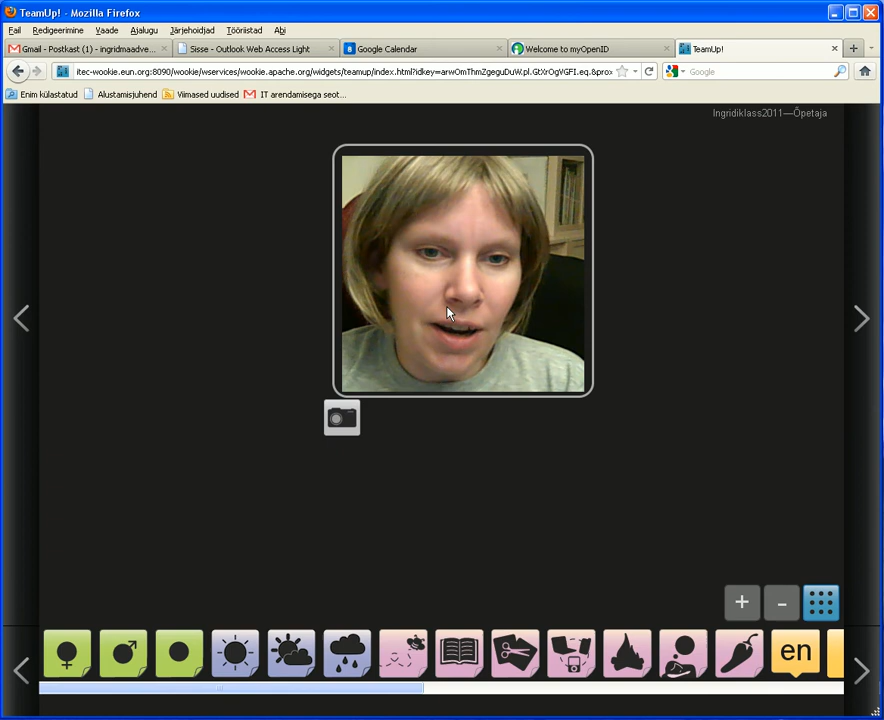 TeamUp! - Mozilla Firefox
Fail Redigeerimine Vaade Ajalugu Järjehoidjad Tööriistad Abi
Gmail - Postkast (1) - ingridmaadve... Sisse - Outlook Web Access Light 8 Google Calendar Welcome to myOpenID TeamUp!
itec-wookie.eun.org:8090/wookie/wservices/wookie.apache.org/widgets/teamup/index.html?idkey=arwOmThmZgeguDuW.pl.GtXrOgVGFI.eq.&prox Google
Enim külastatud Alustamisjuhend Viimased uudised IT arendamisega seot...
Ingridiklass2011—Õpetaja
+ -
en